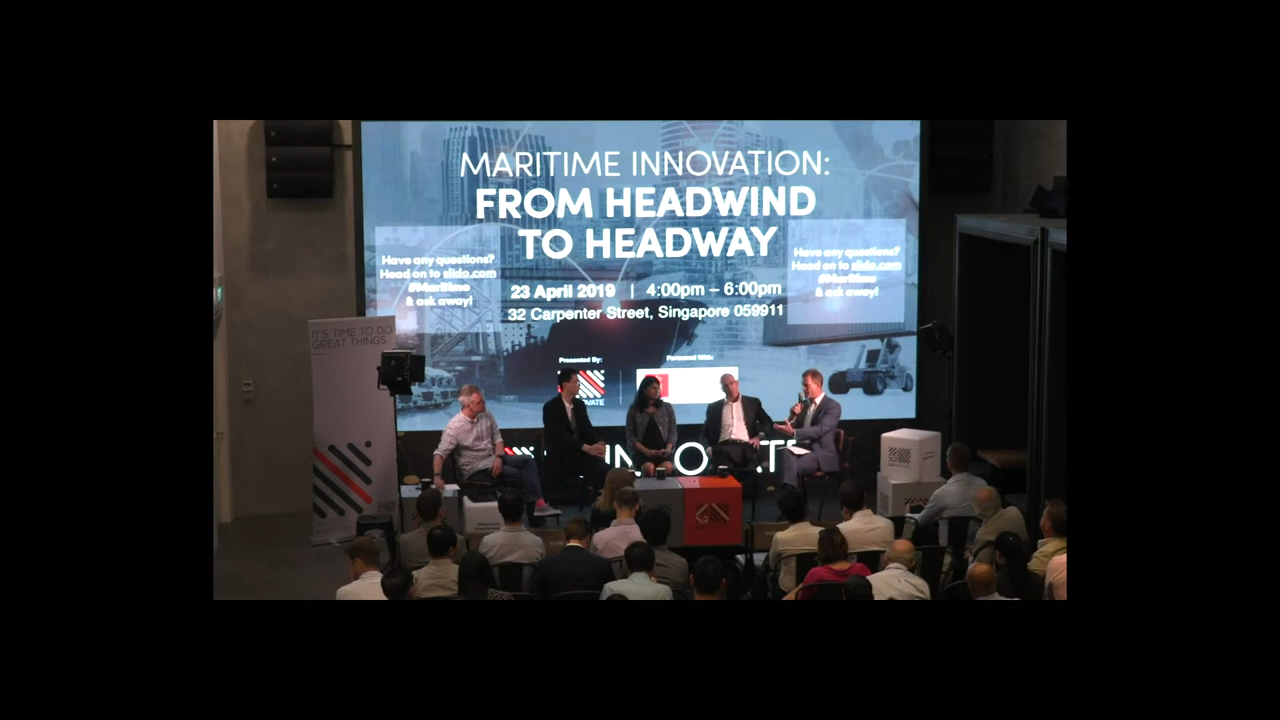 MARITIME INNOVATION:
FROM HEADWIND
TO HEADWAY
Have any questions?
Head on to slido.com
#Maritime
& ask away!
Have any questions?
Head on to slido.com
#Maritime
& ask away!
23 April 2019 | 4:00pm – 6:00pm
32 Carpenter Street, Singapore 059911
Presented By:
Partnered With:
IT'S TIME TO DO
GREAT THINGS